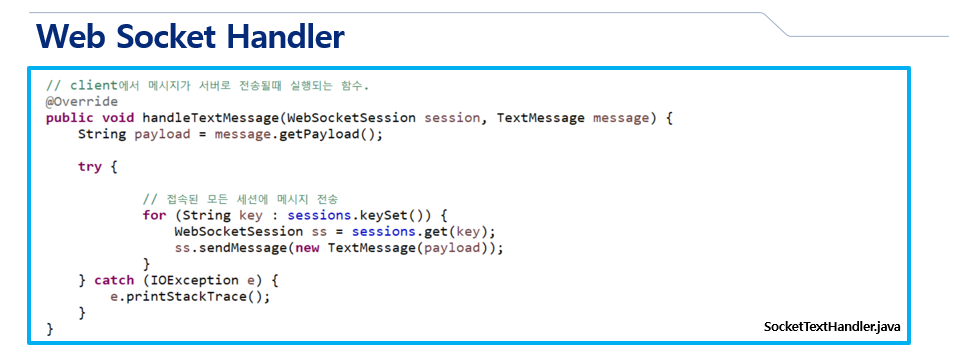 Web Socket Handler
// client에서 메시지가 서버로 전송될때 실행되는 함수.
@Override
public void handleTextMessage(WebSocketSession session, TextMessage message) {
String payload = message.getPayload();
try {
// 접속된 모든 세션에 메시지 전송
for (String key : sessions.keySet()) {
WebSocketSession ss = sessions.get(key);
ss.sendMessage(new TextMessage(payload));
}
} catch (IOException e) {
e.printStackTrace();
}
}
SocketTextHandler.java